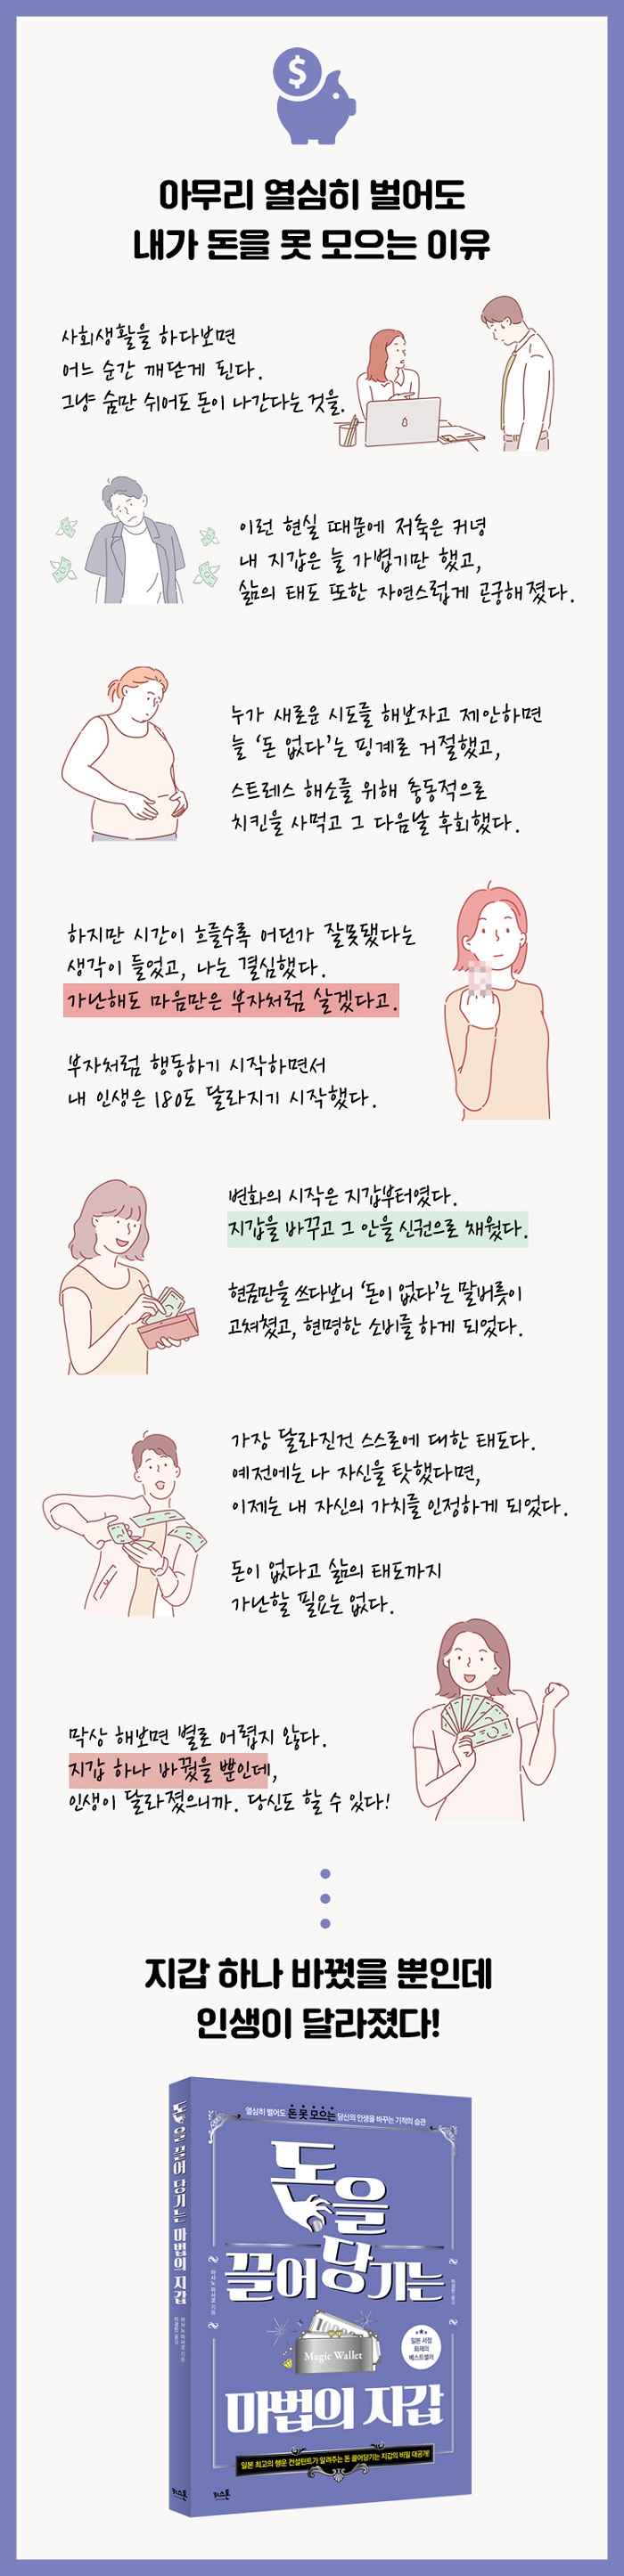 $
아무리 열심히 벌어도
내가 돈을 못 모으는 이유
사회생활을 하다보면
어느 순간 깨닫게 된다.
그냥 숨만 쉬어도 돈이 나간다는 것을.
이런 현실 때문에 저축은 커녕
내 지갑은 늘 가볍기만 했고,
삶의 태도 또한 자연스럽게 곤궁해졌다.
누가 새로운 시도를 해보자고 제안하면
늘 ‘돈 없다’는 핑계로 거절했고,
스트레스 해소를 위해 충동적으로
치킨을 사먹고 그 다음날 후회했다.
하지만 시간이 흐를수록 어딘가 잘못됐다는
생각이 들었고, 나는 결심했다.
가난해도 마음만은 부자처럼 살겠다고.
부자처럼 행동하기 시작하면서
내 인생은 180도 달라지기 시작했다.
변화의 시작은 지갑부터였다.
지갑을 바꾸고 그 안을 신권으로 채웠다.
현금만을 쓰다보니 ‘돈이 없다’는 말버릇이
고쳐졌고, 현명한 소비를 하게 되었다.
가장 달라진건 스스로에 대한 태도다.
예전에는 나 자신을 탓했다면,
이제는 내 자신의 가치를 인정하게 되었다.
돈이 없다고 삶의 태도까지
가난할 필요는 없다.
막상 해보면 별로 어렵지 않다.
지갑 하나 바꿨을 뿐인데,
인생이 달라졌으니까. 당신도 할 수 있다!
지갑 하나 바꿨을 뿐인데
인생이 달라졌다!
열심히 벌어도 돈 못 모으는 당신의 인생을 바꾸는 기적의 습관
돈을
끌어당기는
Magic Wallet
일본 서점
화제의
베스트셀러
마법의 지갑
일본 최고의 행운 컨설턴트가 알려주는 돈 끌어당기는 지갑의 비밀 대공개!
키스톤
돈을 끌어당기는 마법의 지갑
키스톤